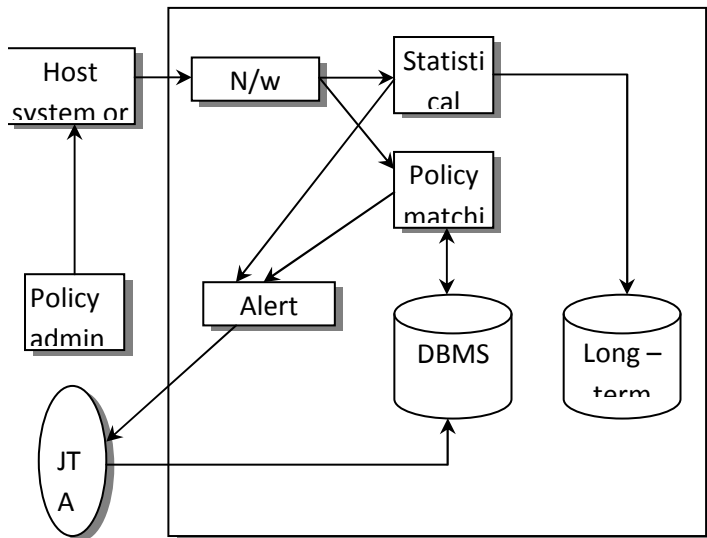 Host
system or
N/w
Statisti
cal
Policy
matchi
Alert
Policy
admin
DBMS
Long –
term
JT
A